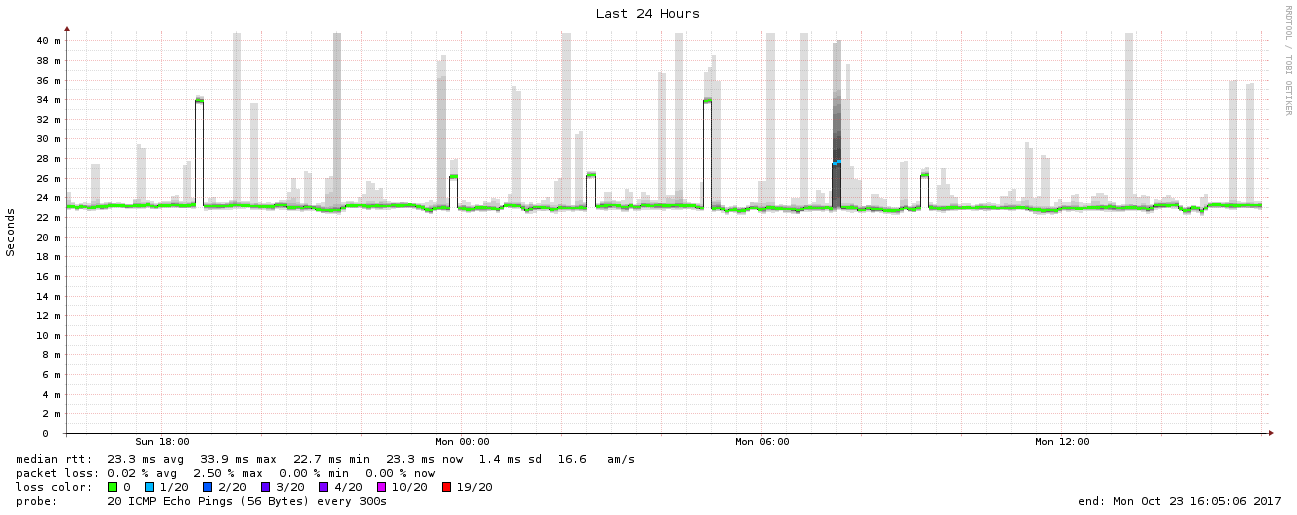 Last 24 Hours
RRDTOOL / TOBI OETIKER
Seconds
40 m
38 m
36 m
34 m
32 m
30 m
28 m
26 m
24 m
22 m
20 m
18 m
16 m
14 m
12 m
10 m
8 m
6 m
4 m
2 m
0
Sun 18:00 Mon 00:00 Mon 06:00 Mon 12:00
median rtt: 23.3 ms avg 33.9 ms max 22.7 ms min 23.3 ms now 1.4 ms sd 16.6 am/s
packet loss: 0.02 % avg 2.50 % max 0.00 % min 0.00 % now
loss color: 0 1/20 2/20 3/20 4/20 10/20 19/20
probe: 20 ICMP Echo Pings (56 Bytes) every 300s end: Mon Oct 23 16:05:06 2017